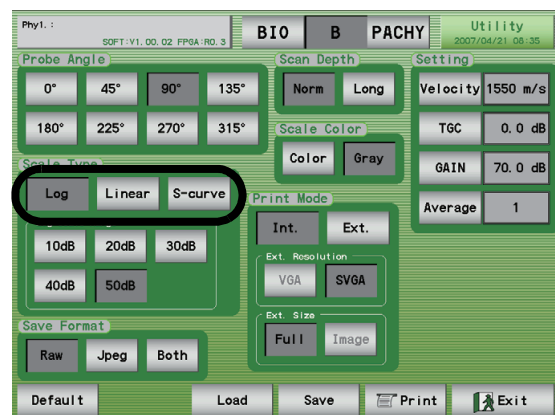 Phy1. :
SOFT:V1.00.02 FPGA:R0.3
BIO B PACHY
Utility
2007/04/21 08:35
Probe Angle
0° 45° 90° 135°
180° 225° 270° 315°
Scan Depth
Norm Long
Scale Color
Color Gray
Setting
Velocity 1550 m/s
TGC 0.0 dB
GAIN 70.0 dB
Average 1
Scale Type
Log Linear S-curve
10dB 20dB 30dB
40dB 50dB
Print Mode
Int. Ext.
Ext. Resolution
VGA SVGA
Ext. Size
Full Image
Save Format
Raw Jpeg Both
Default Load Save Print Exit